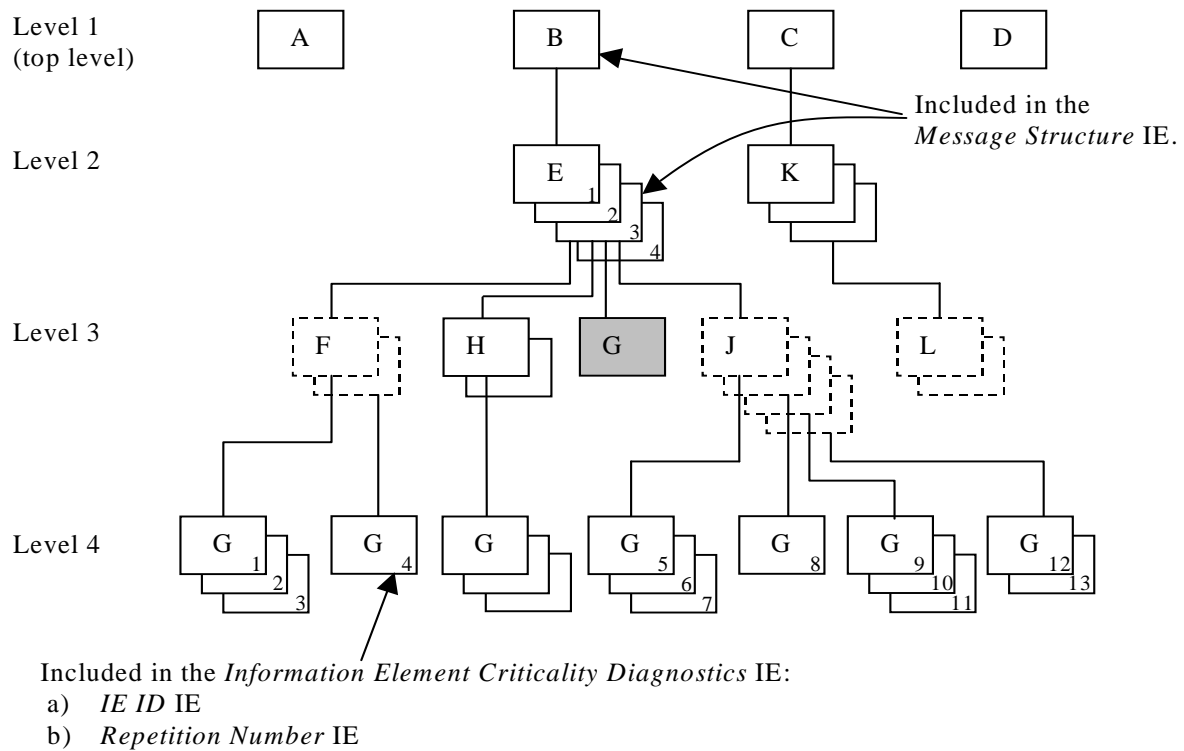 Level 1
(top level)
A
B
C
D
Included in the
Message Structure IE.
Level 2
E
1
2
3
4
K
Level 3
F
H
G
J
L
Level 4
G
1
2
3
G
4
G
G
5
6
7
G
8
G
9
10
11
G
12
13
Included in the Information Element Criticality Diagnostics IE:
a) IE ID IE
b) Repetition Number IE